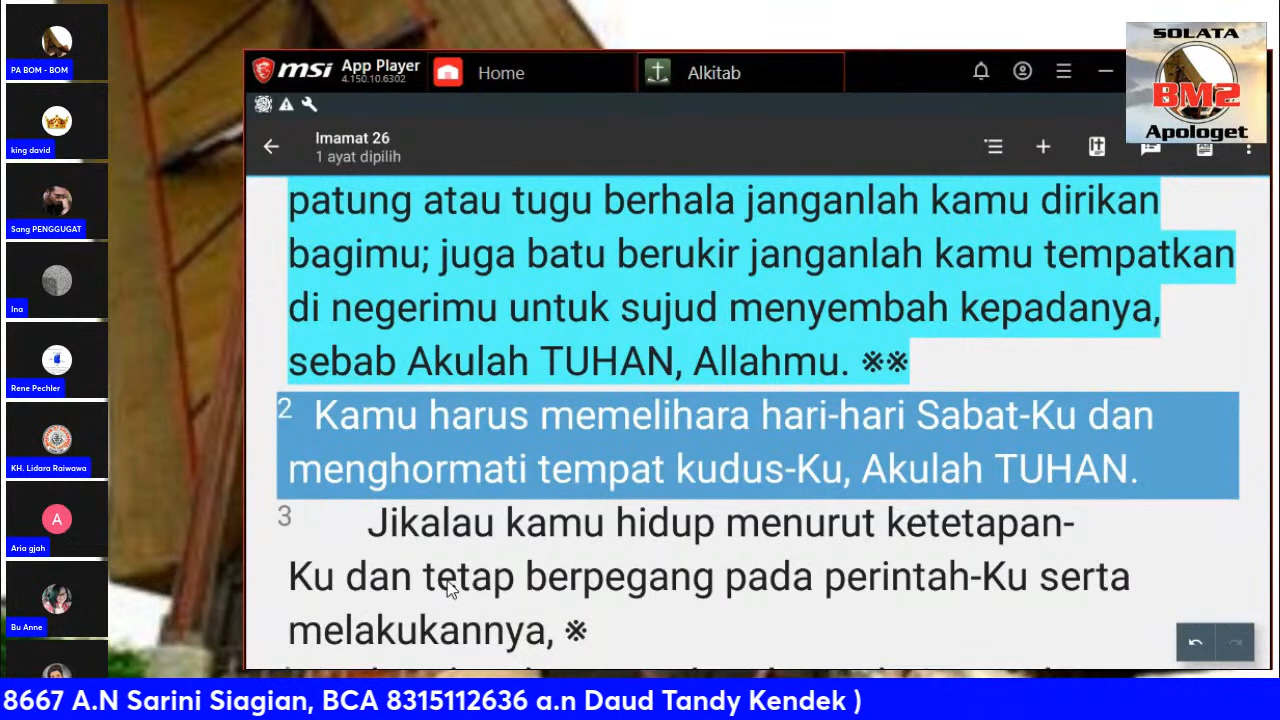 PA BOM - BOM
king david
Sang PENGGUGAT
Ina
Rene Pechler
KH. Lidara Raiwawa
A
Aria gjah
Bu Anne
msi App Player
4.150.10.6302
Home
Alkitab
SOLATA
BM2
Apologet
Imamat 26
1 ayat dipilih
patung atau tugu berhala janganlah kamu dirikan
bagimu; juga batu berukir janganlah kamu tempatkan
di negerimu untuk sujud menyembah kepadanya,
sebab Akulah TUHAN, Allahmu. ※※
2 Kamu harus memelihara hari-hari Sabat-Ku dan
menghormati tempat kudus-Ku, Akulah TUHAN.
3 Jikalau kamu hidup menurut ketetapan-
Ku dan tetap berpegang pada perintah-Ku serta
melakukannya, ※
8667 A.N Sarini Siagian, BCA 8315112636 a.n Daud Tandy Kendek )